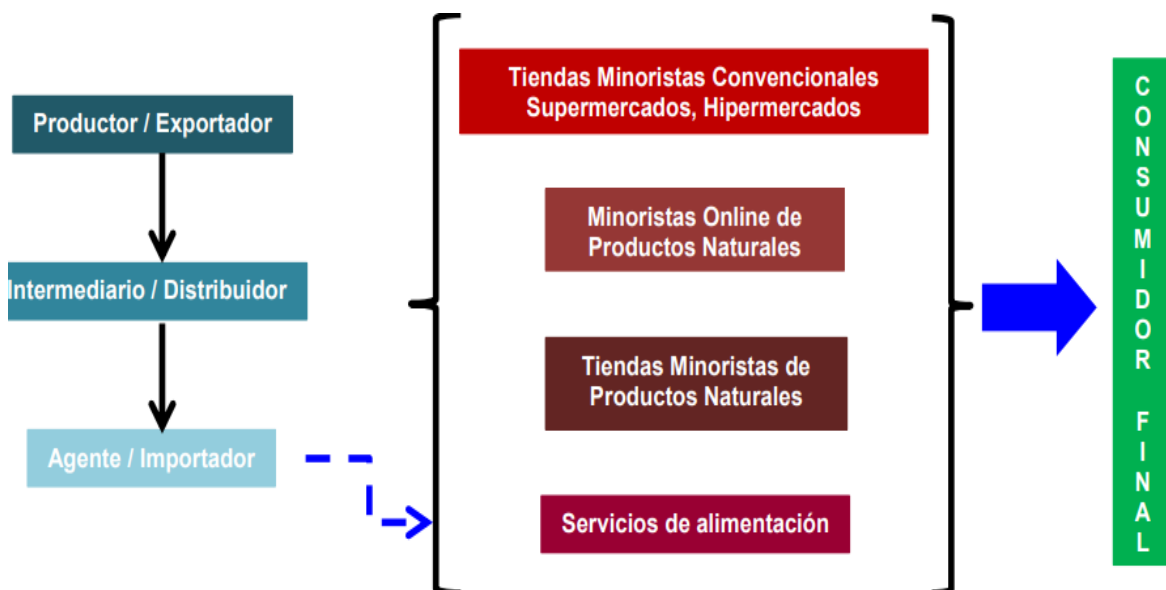 Productor / Exportador
Intermediario / Distribuidor
Agente / Importador
Tiendas Minoristas Convencionales
Supermercados, Hipermercados
Minoristas Online de
Productos Naturales
Tiendas Minoristas de
Productos Naturales
Servicios de alimentación
CONSUMIDOR FINAL